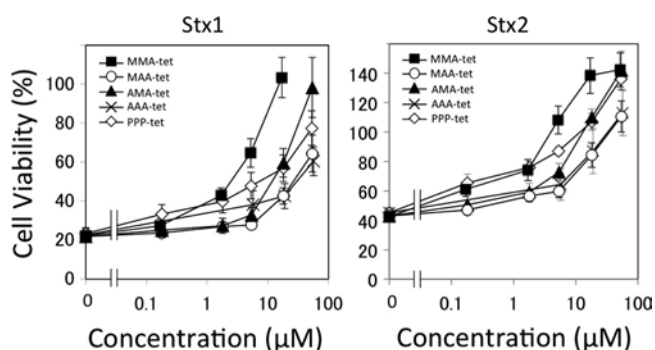 Stx1
Stx2
Cell Viability (%)
100
80
60
40
20
0
MMA-tet
MAA-tet
AMA-tet
AAA-tet
PPP-tet
0
0.1
1
10
100
Concentration (µM)
140
120
100
80
60
40
20
0
MMA-tet
MAA-tet
AMA-tet
AAA-tet
PPP-tet
0
0.1
1
10
100
Concentration (µM)